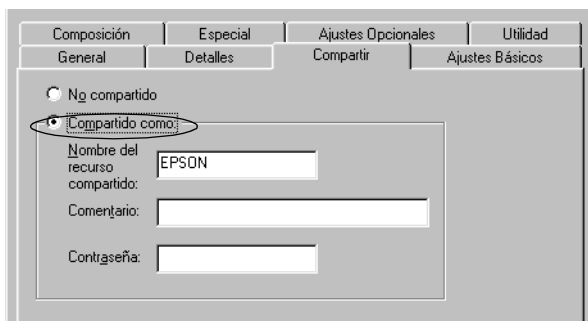 Composición Especial Ajustes Opcionales Utilidad
General Detalles Compartir Ajustes Básicos
No compartido
Compartido como:
Nombre del
recurso
compartido:
EPSON
Comentario:
Contraseña: